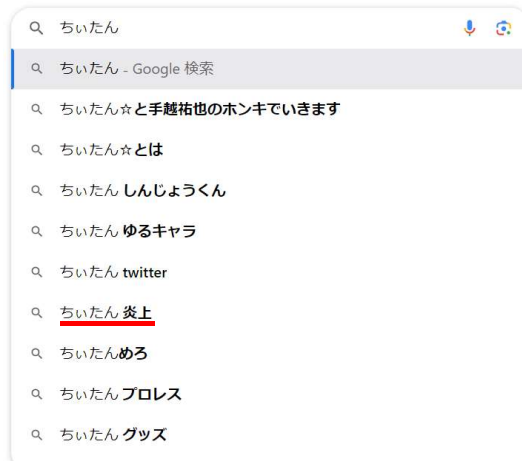 ちぃたん
ちぃたん - Google 検索
ちぃたん☆と手越祐也のホンキでいきます
ちぃたん☆とは
ちぃたん しんじょうくん
ちぃたん ゆるキャラ
ちぃたん twitter
ちぃたん 炎上
ちぃたんめろ
ちぃたん プロレス
ちぃたん グッズ